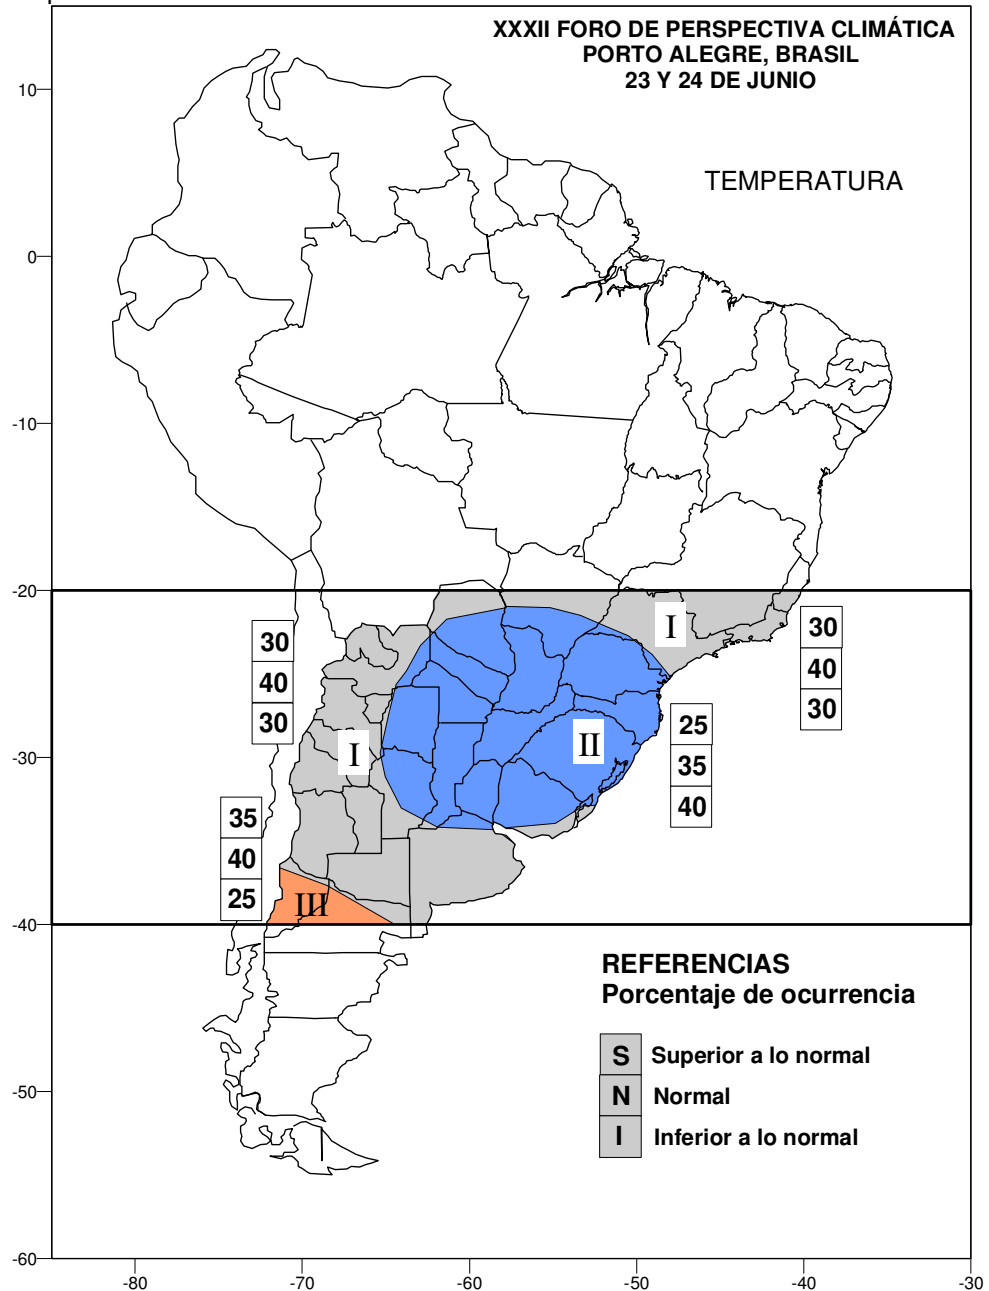 XXXII FORO DE PERSPECTIVA CLIMÁTICA
PORTO ALEGRE, BRASIL
23 Y 24 DE JUNIO
TEMPERATURA
10
0
-10
-20
-30
-40
-50
-60
-80
-70
-60
-50
-40
-30
30
40
30
I
35
40
25
III
I
II
25
35
40
30
40
30
REFERENCIAS
Porcentaje de ocurrencia
S Superior a lo normal
N Normal
I Inferior a lo normal